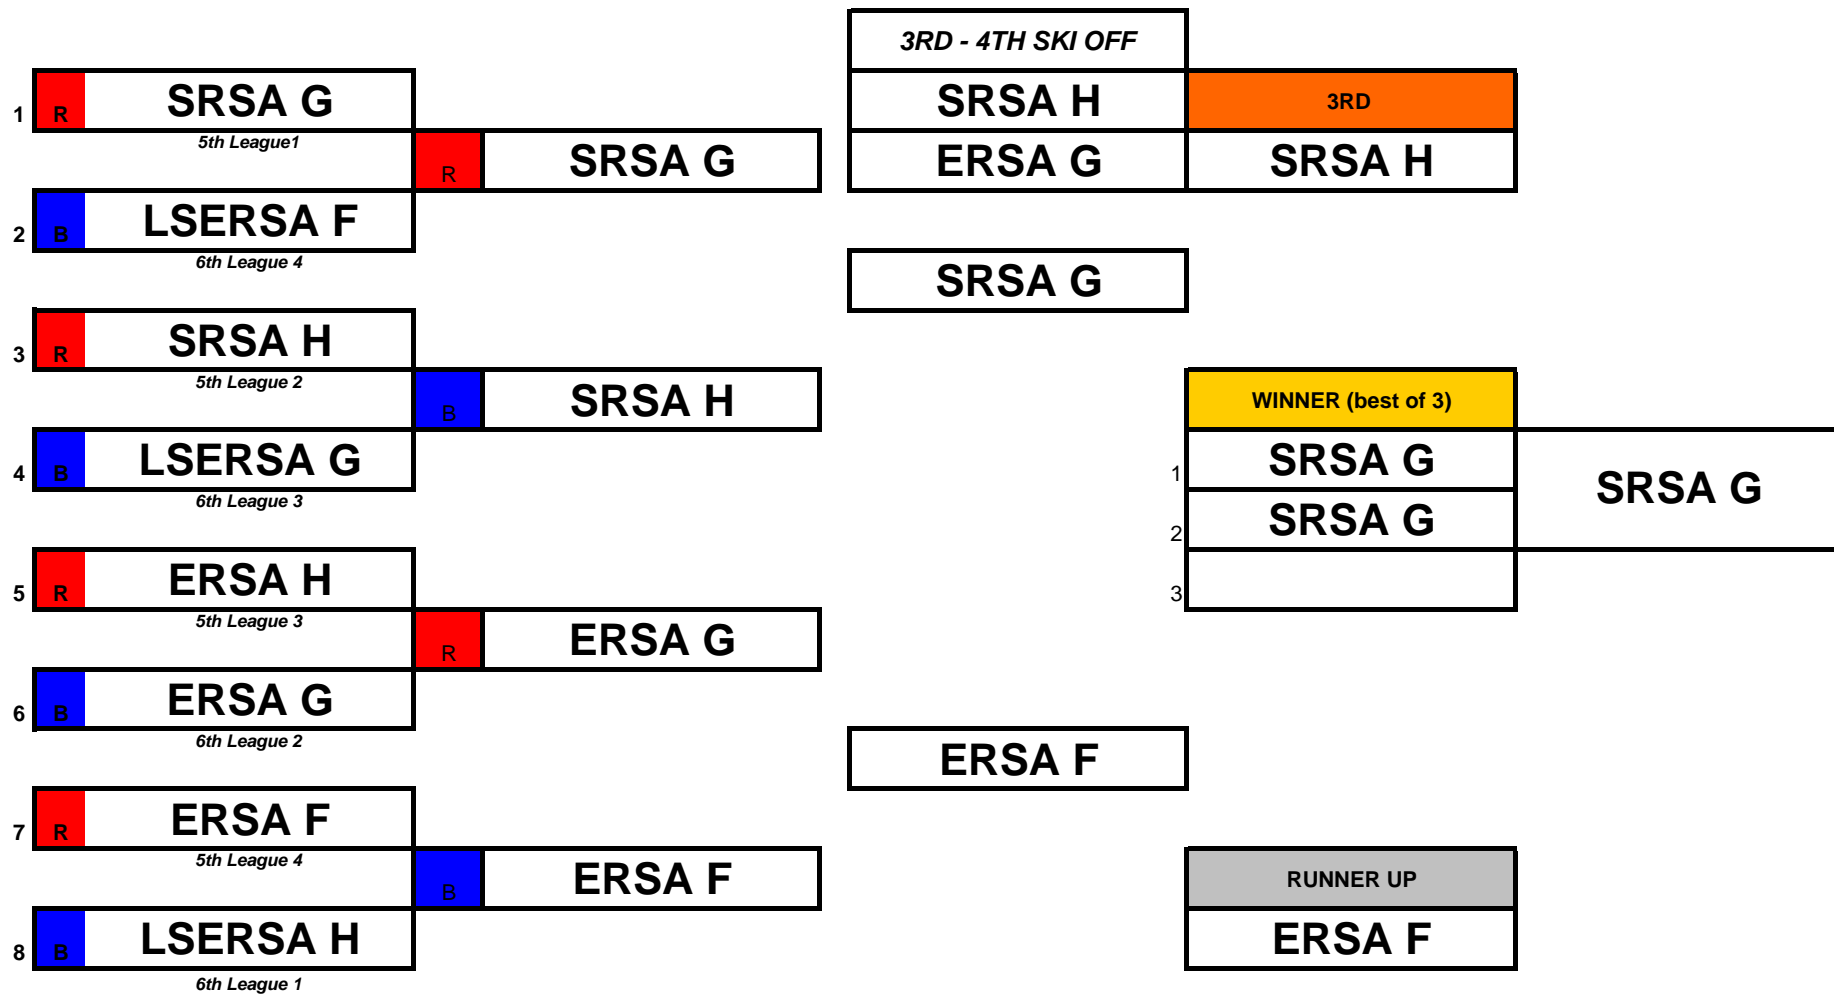 3RD - 4TH SKI OFF
1 R SRSA G
5th League1
SRSA H 3RD
R SRSA G
ERSA G SRSA H
2 B LSERSA F
6th League 4
SRSA G
3 R SRSA H
5th League 2
B SRSA H
WINNER (best of 3)
4 B LSERSA G
6th League 3
1 SRSA G
SRSA G
2 SRSA G
3
5 R ERSA H
5th League 3
R ERSA G
6 B ERSA G
6th League 2
ERSA F
7 R ERSA F
5th League 4
B ERSA F
RUNNER UP
8 B LSERSA H
6th League 1
ERSA F